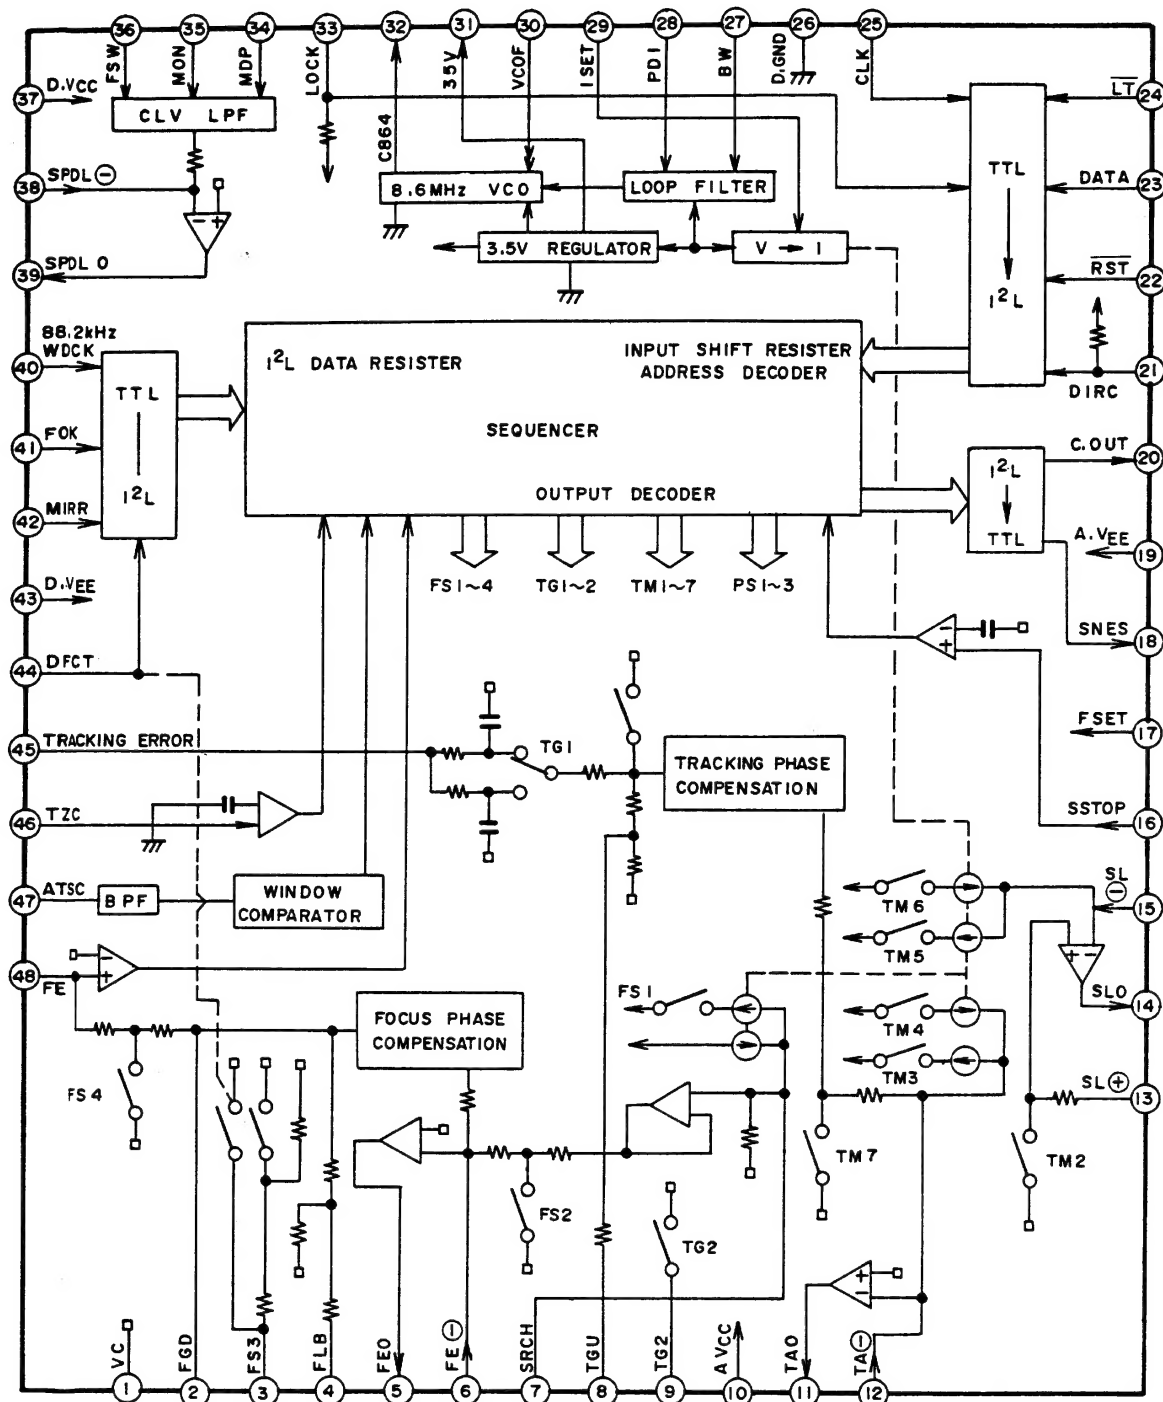 36 35 34 33 32 31 30 29 28 27 26 25
FSW MON MDP LOCK C864 3.5V VCOF ISET PDI BW D.GND CLK
37 D.VCC
CLV LPF
38 SPDL⊖
− +
39 SPDL O
8.6MHz VCO
LOOP FILTER
3.5V REGULATOR
V → I
TTL
I²L
LT 24
DATA 23
RST 22
DIRC 21
88.2kHz
40 WDCK
41 FOK
42 MIRR
TTL
I²L
I²L DATA RESISTER
INPUT SHIFT RESISTER
ADDRESS DECODER
SEQUENCER
OUTPUT DECODER
I²L
TTL
C.OUT 20
A.VEE 19
SNES 18
FSET 17
SSTOP 16
FS1~4 TG1~2 TM1~7 PS1~3
−
+
43 D.VEE
44 DFCT
45 TRACKING ERROR
TG1
TRACKING PHASE
COMPENSATION
46 TZC
47 ATSC
BPF
WINDOW
COMPARATOR
48 FE
−
+
TM6
TM5
SL
⊖ 15
+ −
SLO 14
FS1
TM4
TM3
SL⊕ 13
FOCUS PHASE
COMPENSATION
FS4
FS2
TG2
TM7
TM2
+
−
VC FGD FS3 FLB FEO FE⊖ SRCH TGU TG2 AVCC TAO TA⊖
1 2 3 4 5 6 7 8 9 10 11 12